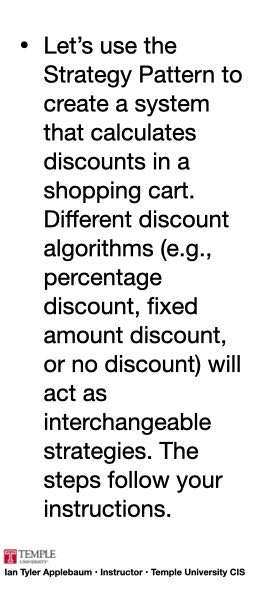 • Let’s use the
Strategy Pattern to
create a system
that calculates
discounts in a
shopping cart.
Different discount
algorithms (e.g.,
percentage
discount, fixed
amount discount,
or no discount) will
act as
interchangeable
strategies. The
steps follow your
instructions.
TEMPLE
UNIVERSITY
Ian Tyler Applebaum • Instructor • Temple University CIS